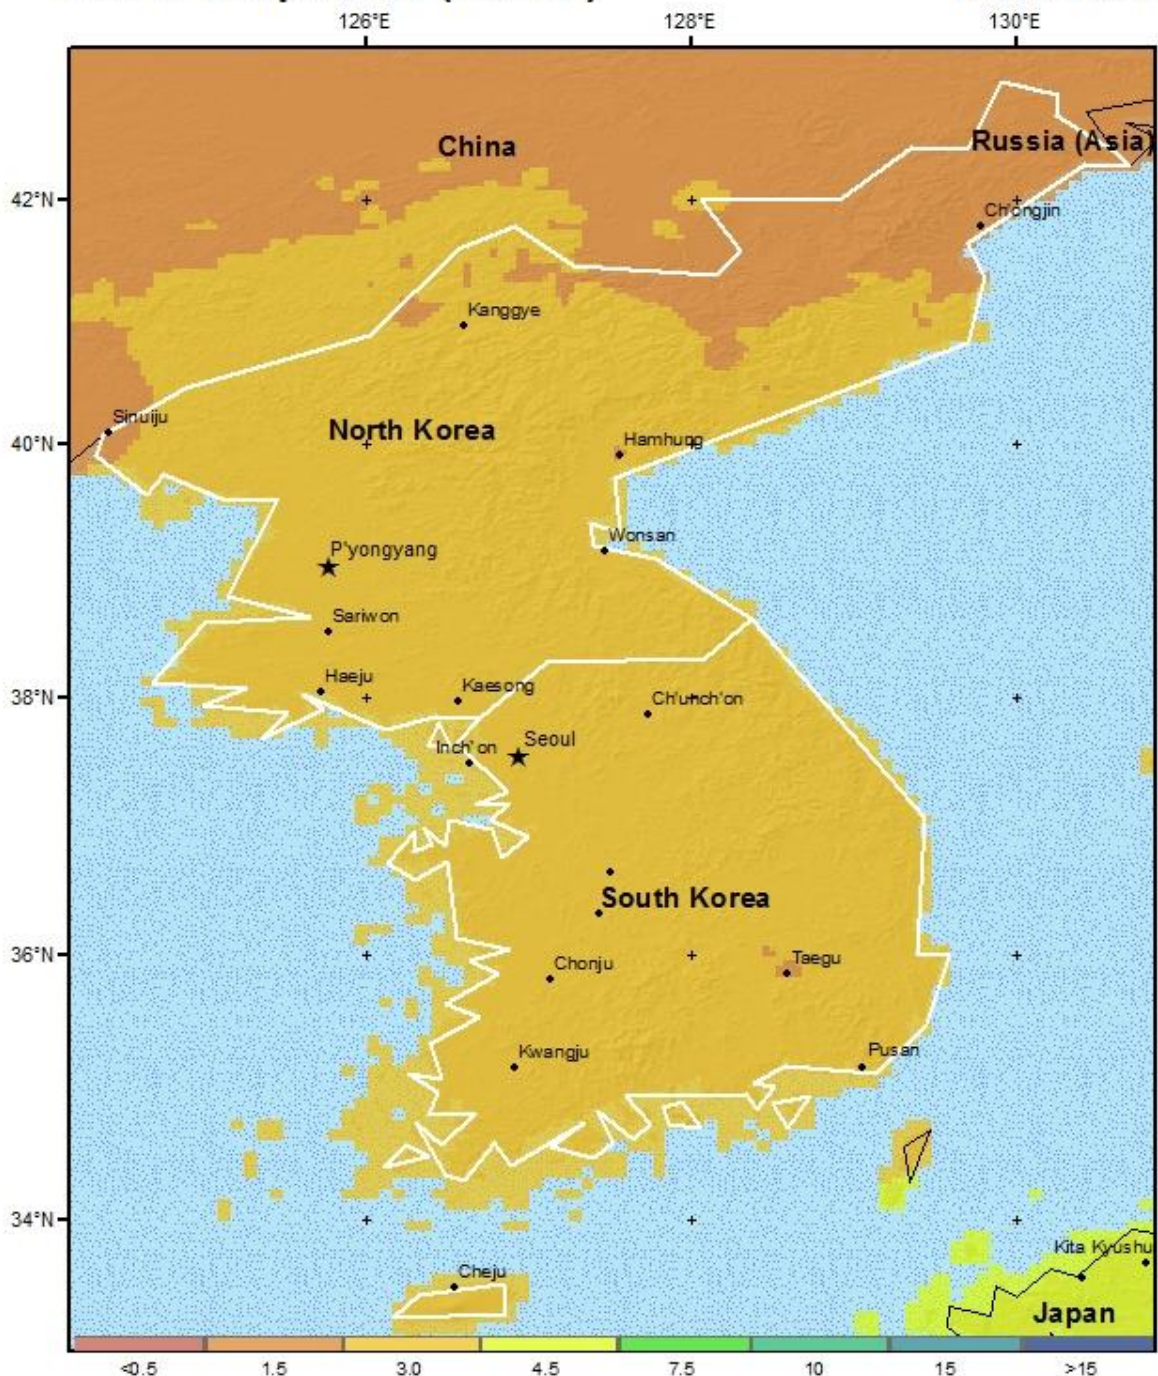 126°E 128°E 130°E
China
Russia (Asia)
42°N
Ch'ongjin
Kanggye
Sinuiju
North Korea
40°N
Hamhung
Wonsan
P'yongyang
Sariwon
Haeju
Kaesong
38°N
Ch'unch'on
Inch'on
Seoul
South Korea
36°N
Chonju
Taegu
Kwangju
Pusan
34°N
Kita Kyushu
Cheju
Japan
<0.5 1.5 3.0 4.5 7.5 10 15 >15